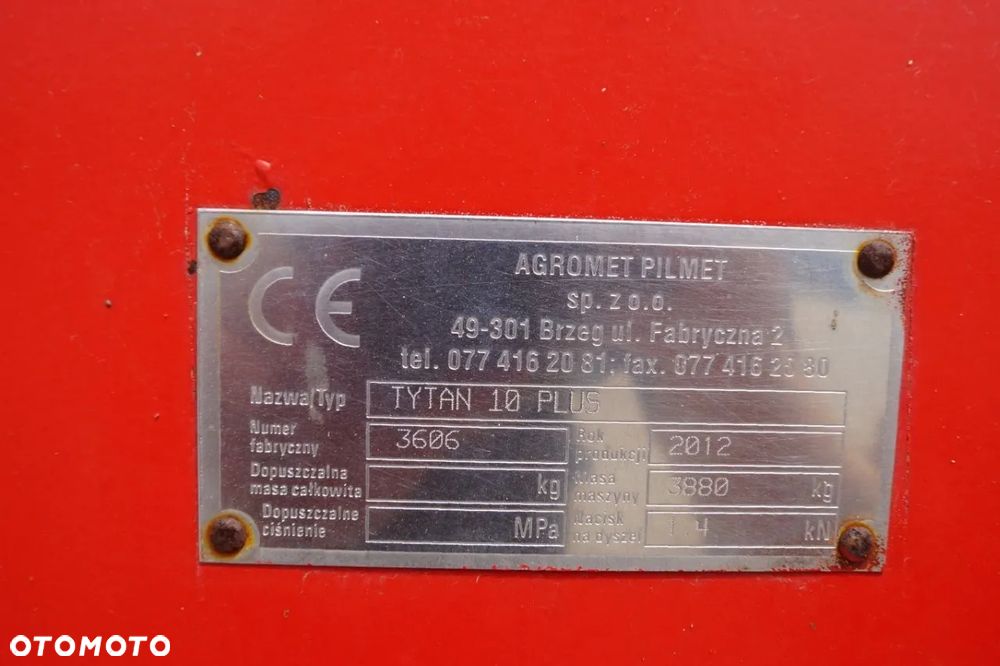 CE
AGROMET PILMET
sp. z o.o.
49-301 Brzeg ul. Fabryczna 2
tel. 077 416 20 81; fax. 077 416 20 80
Nazwa/Typ TYTAN 10 PLUS
Numer fabryczny 3606 Rok produkcji 2012
Dopuszczalna masa całkowita kg Masa maszyny 3880 kg
Dopuszczalne ciśnienie MPa Nacisk na dyszel 1.4 kN
OTOMOTO